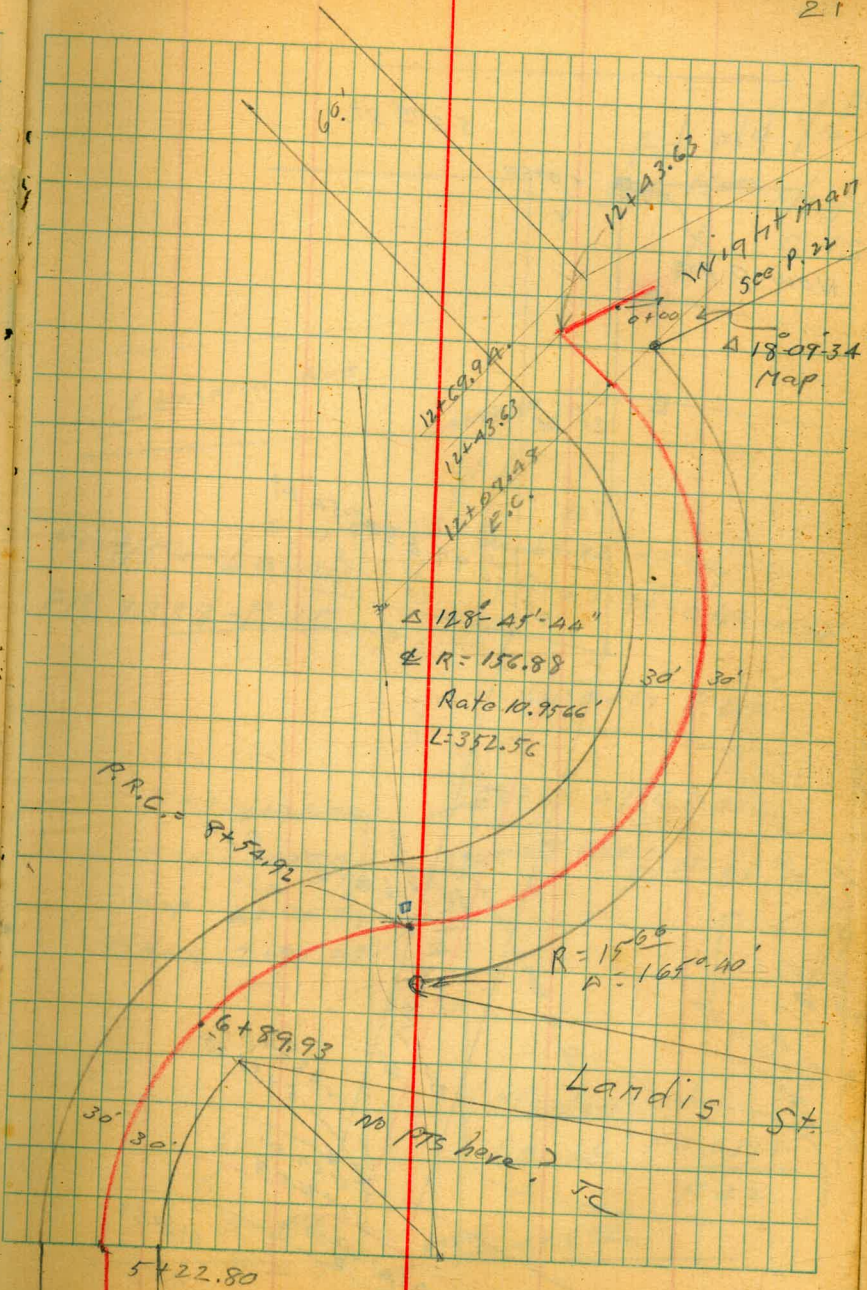 21
60'
12+43.63
Wightman
See P. 22
0+00
Δ 18°-09'-34
Map
12+69.94
12+43.63
12+07.48
E.C.
Δ 128°-45'-44"
℄ R = 156.88
Rate 10.9566'
L=352.56
30' 30'
P.R.C. = 8+54.92
R = 15.66
Δ = 165°-40'
6+89.93
Landis St.
30'
30'
No PTS here? J.C
5+22.80